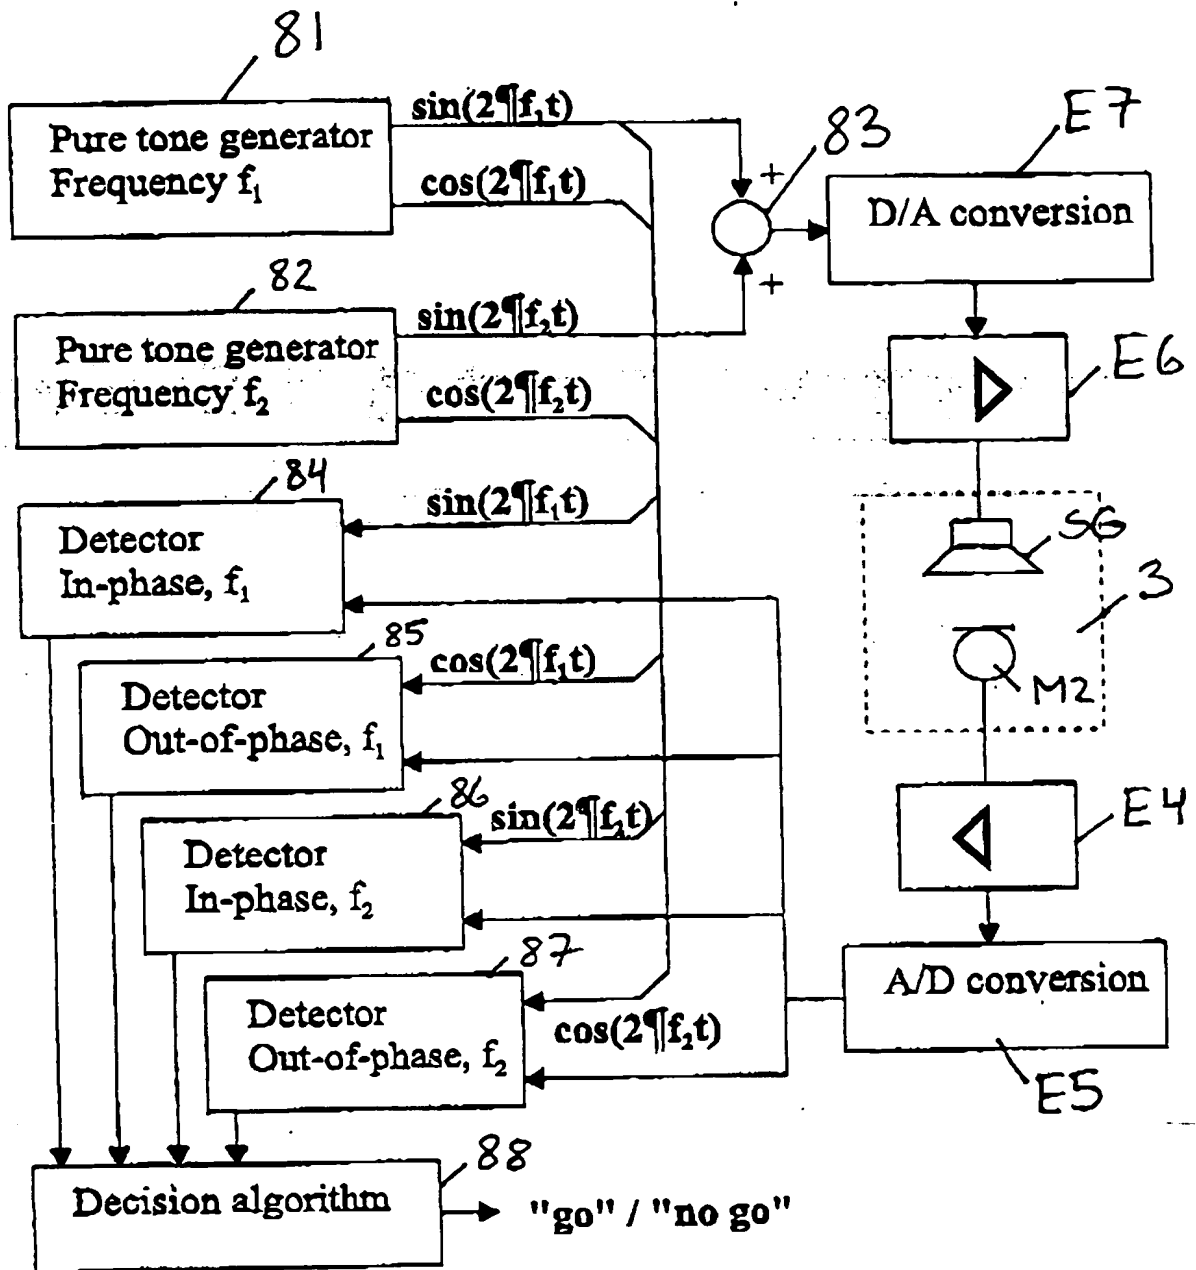 81
Pure tone generator
Frequency f₁
sin(2¶f₁t)
cos(2¶f₁t)
+
83
E7
D/A conversion
82
Pure tone generator
Frequency f₂
sin(2¶f₂t)
cos(2¶f₂t)
+
E6
84
Detector
In-phase, f₁
sin(2¶f₁t)
SG
3
85
Detector
Out-of-phase, f₁
cos(2¶f₁t)
M2
86
Detector
In-phase, f₂
sin(2¶f₂t)
E4
87
Detector
Out-of-phase, f₂
cos(2¶f₂t)
A/D conversion
E5
88
Decision algorithm
"go" / "no go"